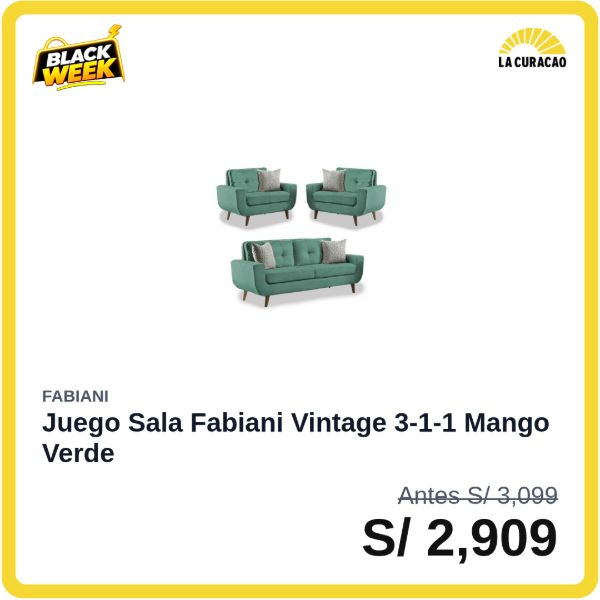 BLACK
WEEK
LA CURACAO
FABIANI
Juego Sala Fabiani Vintage 3-1-1 Mango
Verde
Antes S/ 3,099
S/ 2,909